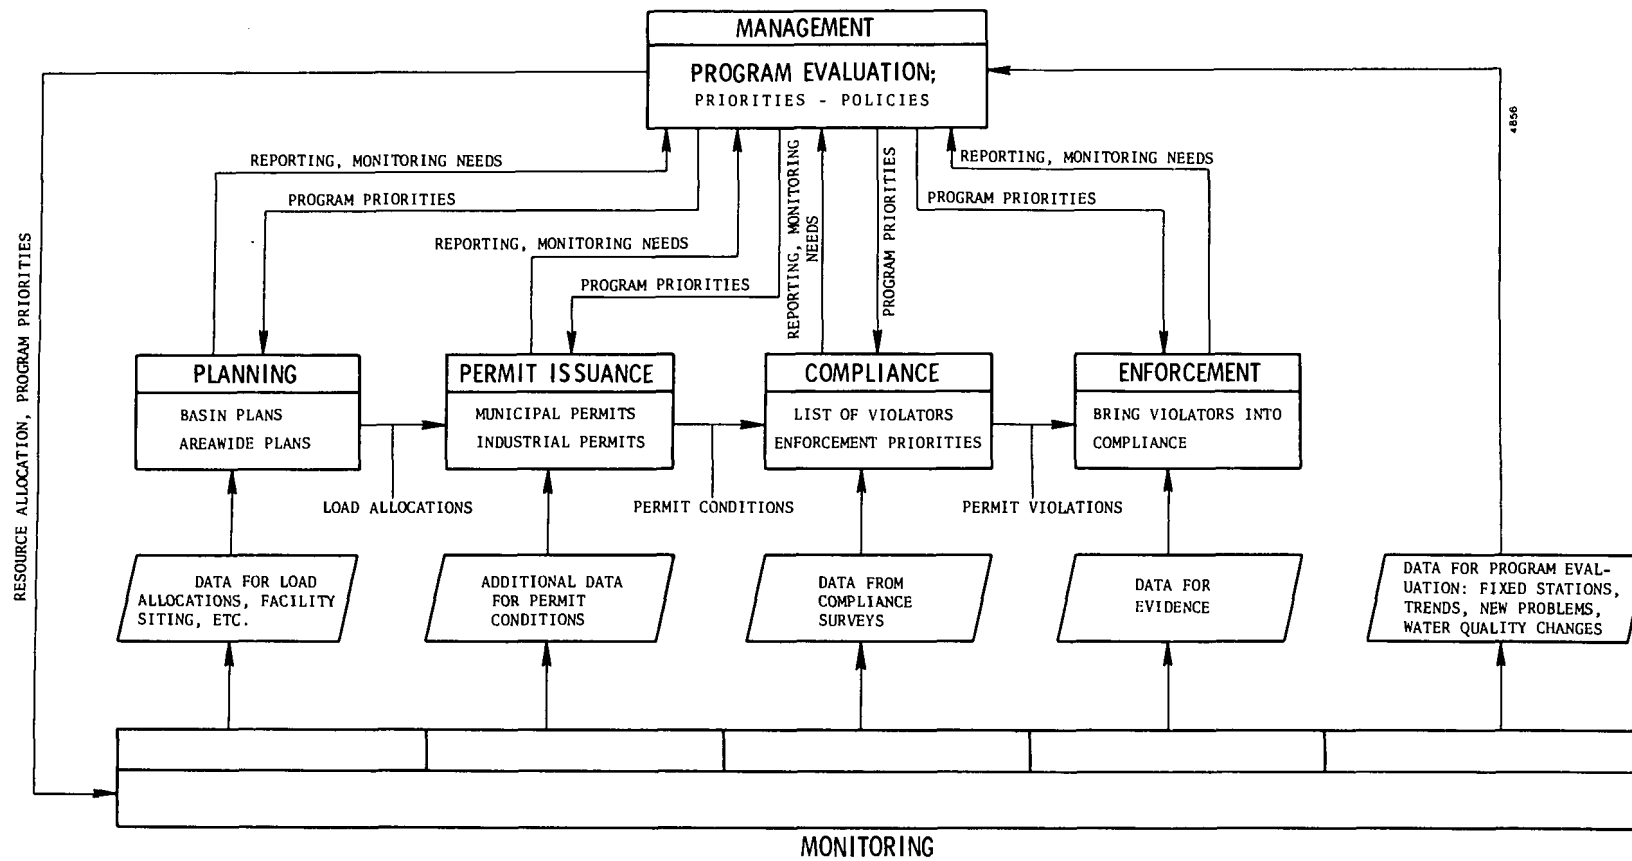 MANAGEMENT
PROGRAM EVALUATION;
PRIORITIES - POLICIES
4856
REPORTING, MONITORING NEEDS
PROGRAM PRIORITIES
REPORTING, MONITORING NEEDS
PROGRAM PRIORITIES
REPORTING, MONITORING
NEEDS
PROGRAM PRIORITIES
REPORTING, MONITORING NEEDS
PROGRAM PRIORITIES
RESOURCE ALLOCATION, PROGRAM PRIORITIES
PLANNING
BASIN PLANS
AREAWIDE PLANS
PERMIT ISSUANCE
MUNICIPAL PERMITS
INDUSTRIAL PERMITS
COMPLIANCE
LIST OF VIOLATORS
ENFORCEMENT PRIORITIES
ENFORCEMENT
BRING VIOLATORS INTO
COMPLIANCE
LOAD ALLOCATIONS
PERMIT CONDITIONS
PERMIT VIOLATIONS
DATA FOR LOAD
ALLOCATIONS, FACILITY
SITING, ETC.
ADDITIONAL DATA
FOR PERMIT
CONDITIONS
DATA FROM
COMPLIANCE
SURVEYS
DATA FOR
EVIDENCE
DATA FOR PROGRAM EVAL-
UATION: FIXED STATIONS,
TRENDS, NEW PROBLEMS,
WATER QUALITY CHANGES
MONITORING